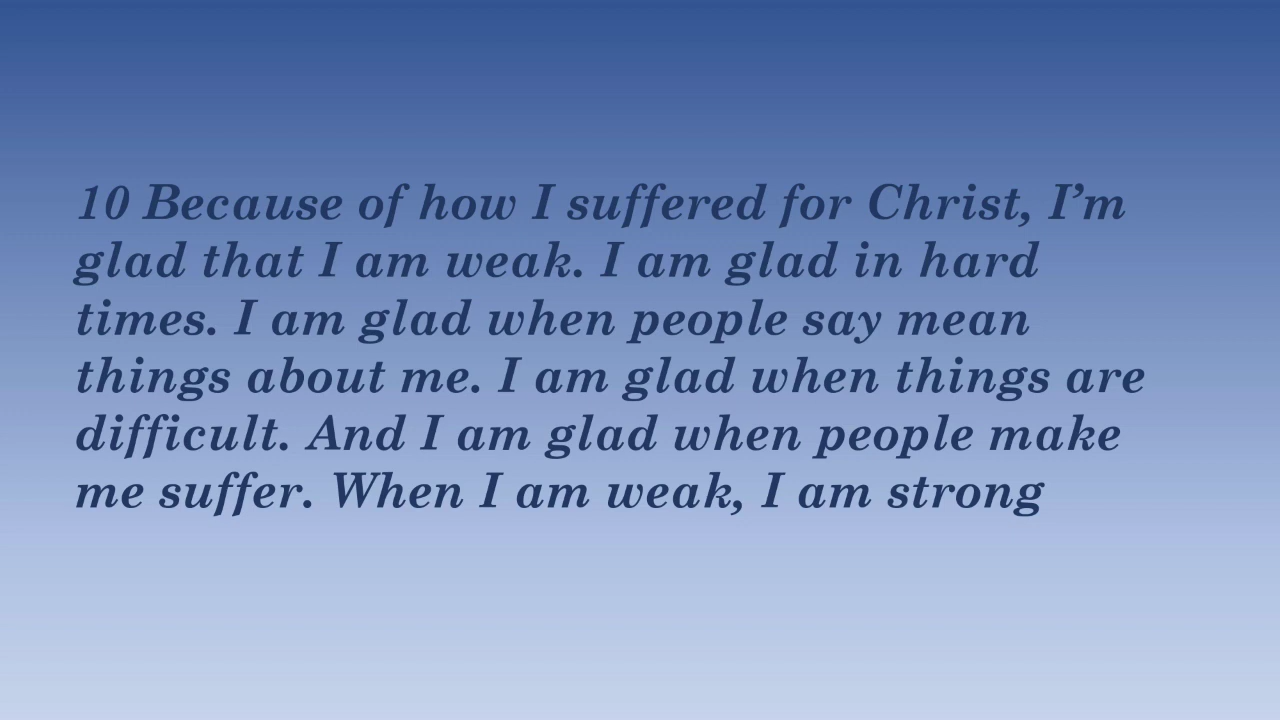 10 Because of how I suffered for Christ, I’m
glad that I am weak. I am glad in hard
times. I am glad when people say mean
things about me. I am glad when things are
difficult. And I am glad when people make
me suffer. When I am weak, I am strong